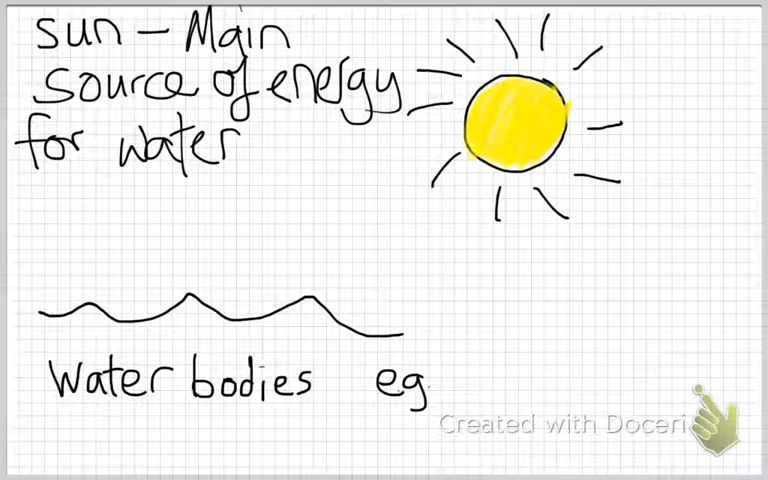 sun – Main
source of energy
for water
Water bodies eg.
Created with Doceri